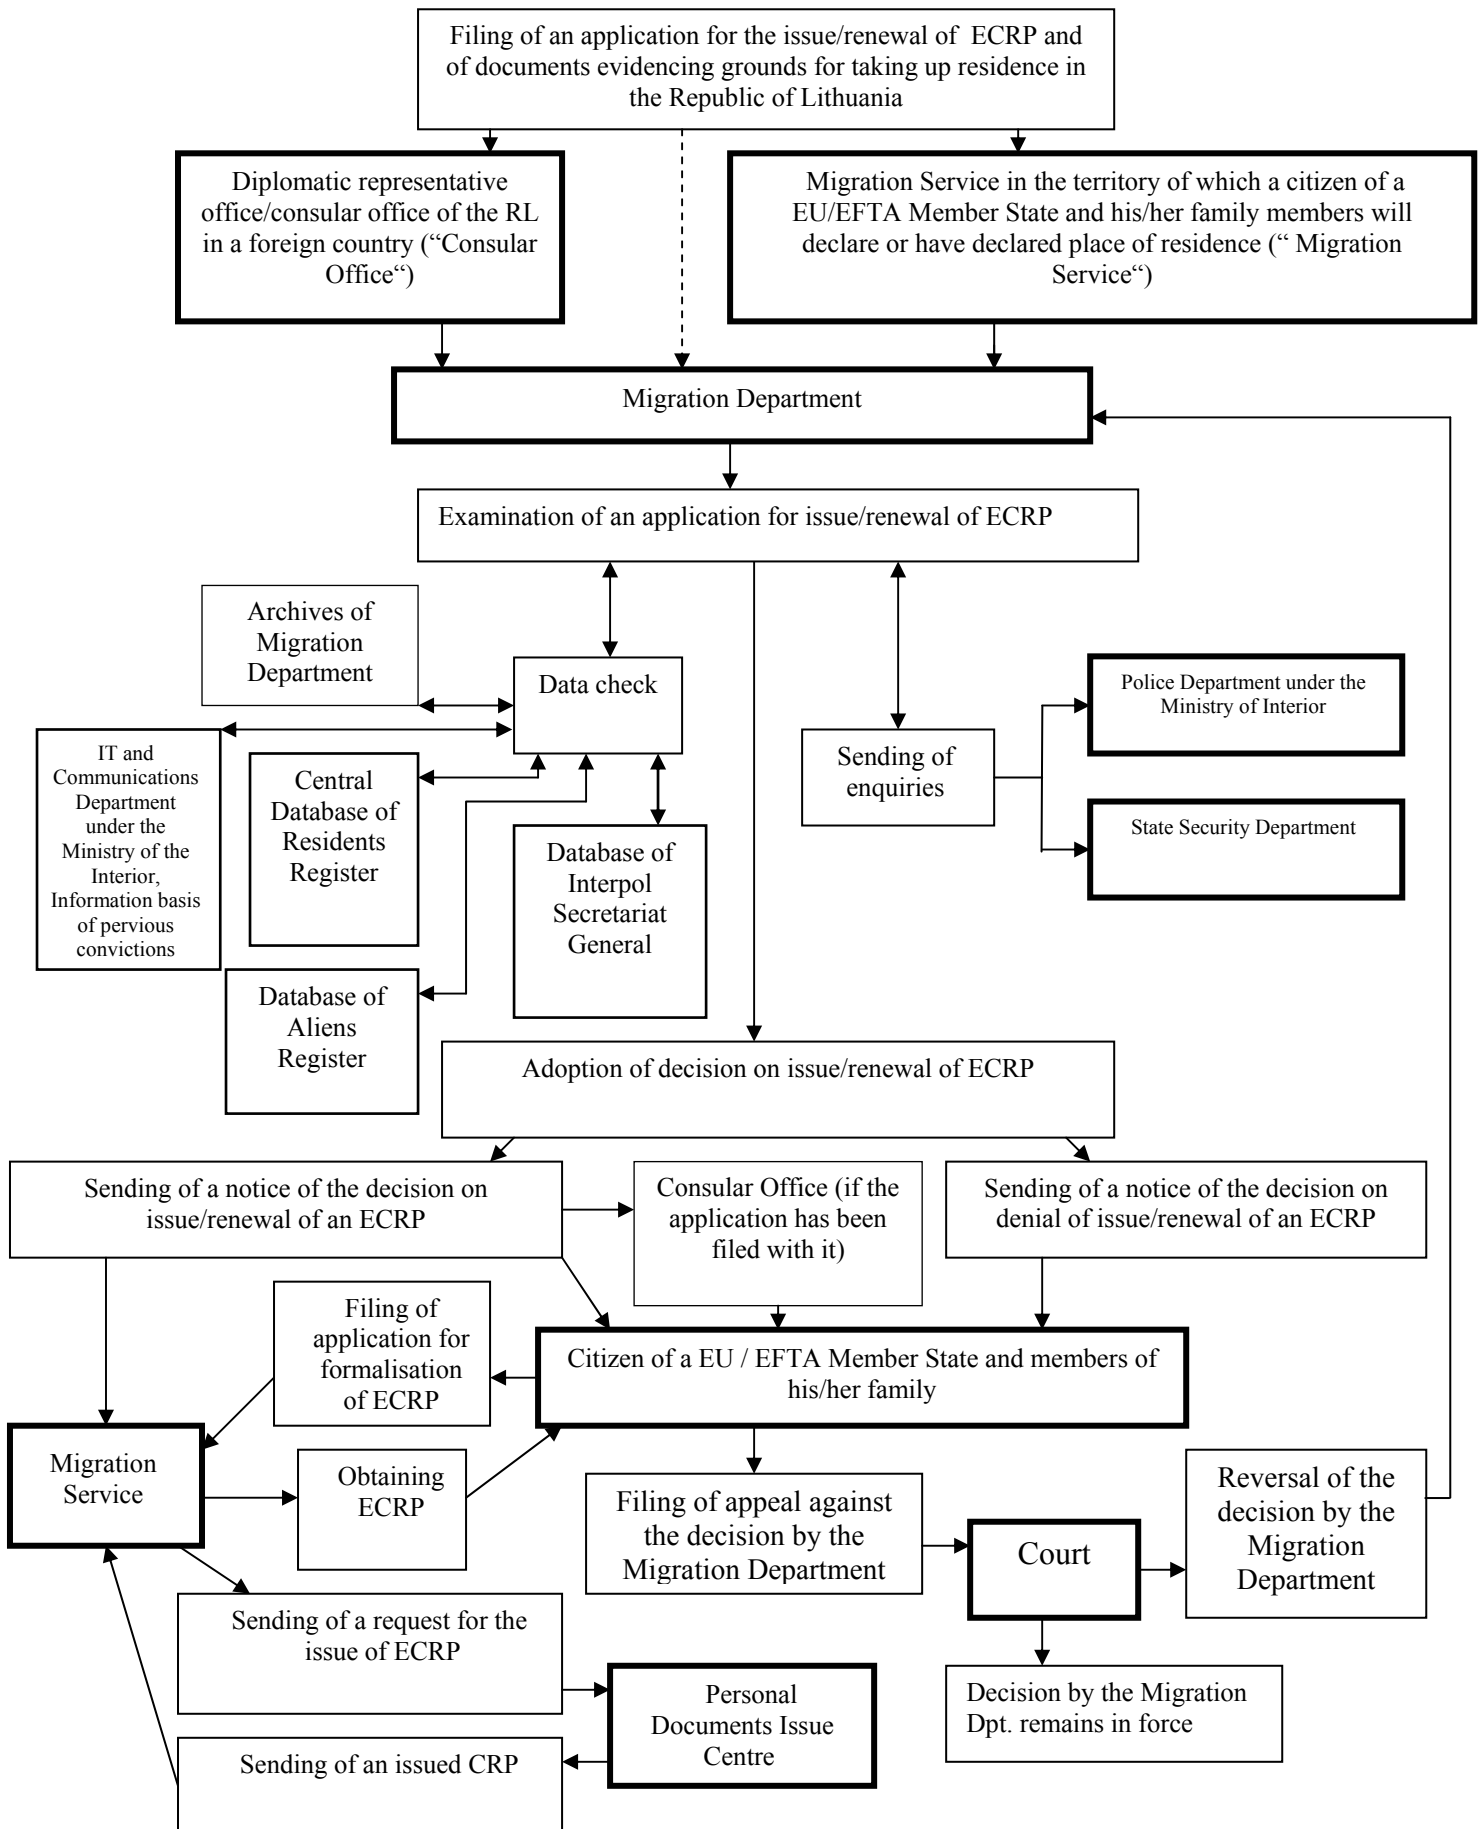 Filing of an application for the issue/renewal of  ECRP and
of documents evidencing grounds for taking up residence in
the Republic of Lithuania
Diplomatic representative
office/consular office of the RL
in a foreign country (“Consular
Office“)
Migration Service in the territory of which a citizen of a
EU/EFTA Member State and his/her family members will
declare or have declared place of residence (“ Migration
Service“)
Migration Department
Examination of an application for issue/renewal of ECRP
Archives of
Migration
Department
Data check
Police Department under the
Ministry of Interior
IT and
Communications
Department
under the
Ministry of the
Interior,
Information basis
of pervious
convictions
Central
Database of
Residents
Register
Sending of
enquiries
State Security Department
Database of
Interpol
Secretariat
General
Database of
Aliens
Register
Adoption of decision on issue/renewal of ECRP
Sending of a notice of the decision on
issue/renewal of an ECRP
Consular Office (if the
application has been
filed with it)
Sending of a notice of the decision on
denial of issue/renewal of an ECRP
Filing of
application for
formalisation
of ECRP
Citizen of a EU / EFTA Member State and members of
his/her family
Migration
Service
Obtaining
ECRP
Filing of appeal against
the decision by the
Migration Department
Court
Reversal of the
decision by the
Migration
Department
Sending of a request for the
issue of ECRP
Personal
Documents Issue
Centre
Decision by the Migration
Dpt. remains in force
Sending of an issued CRP